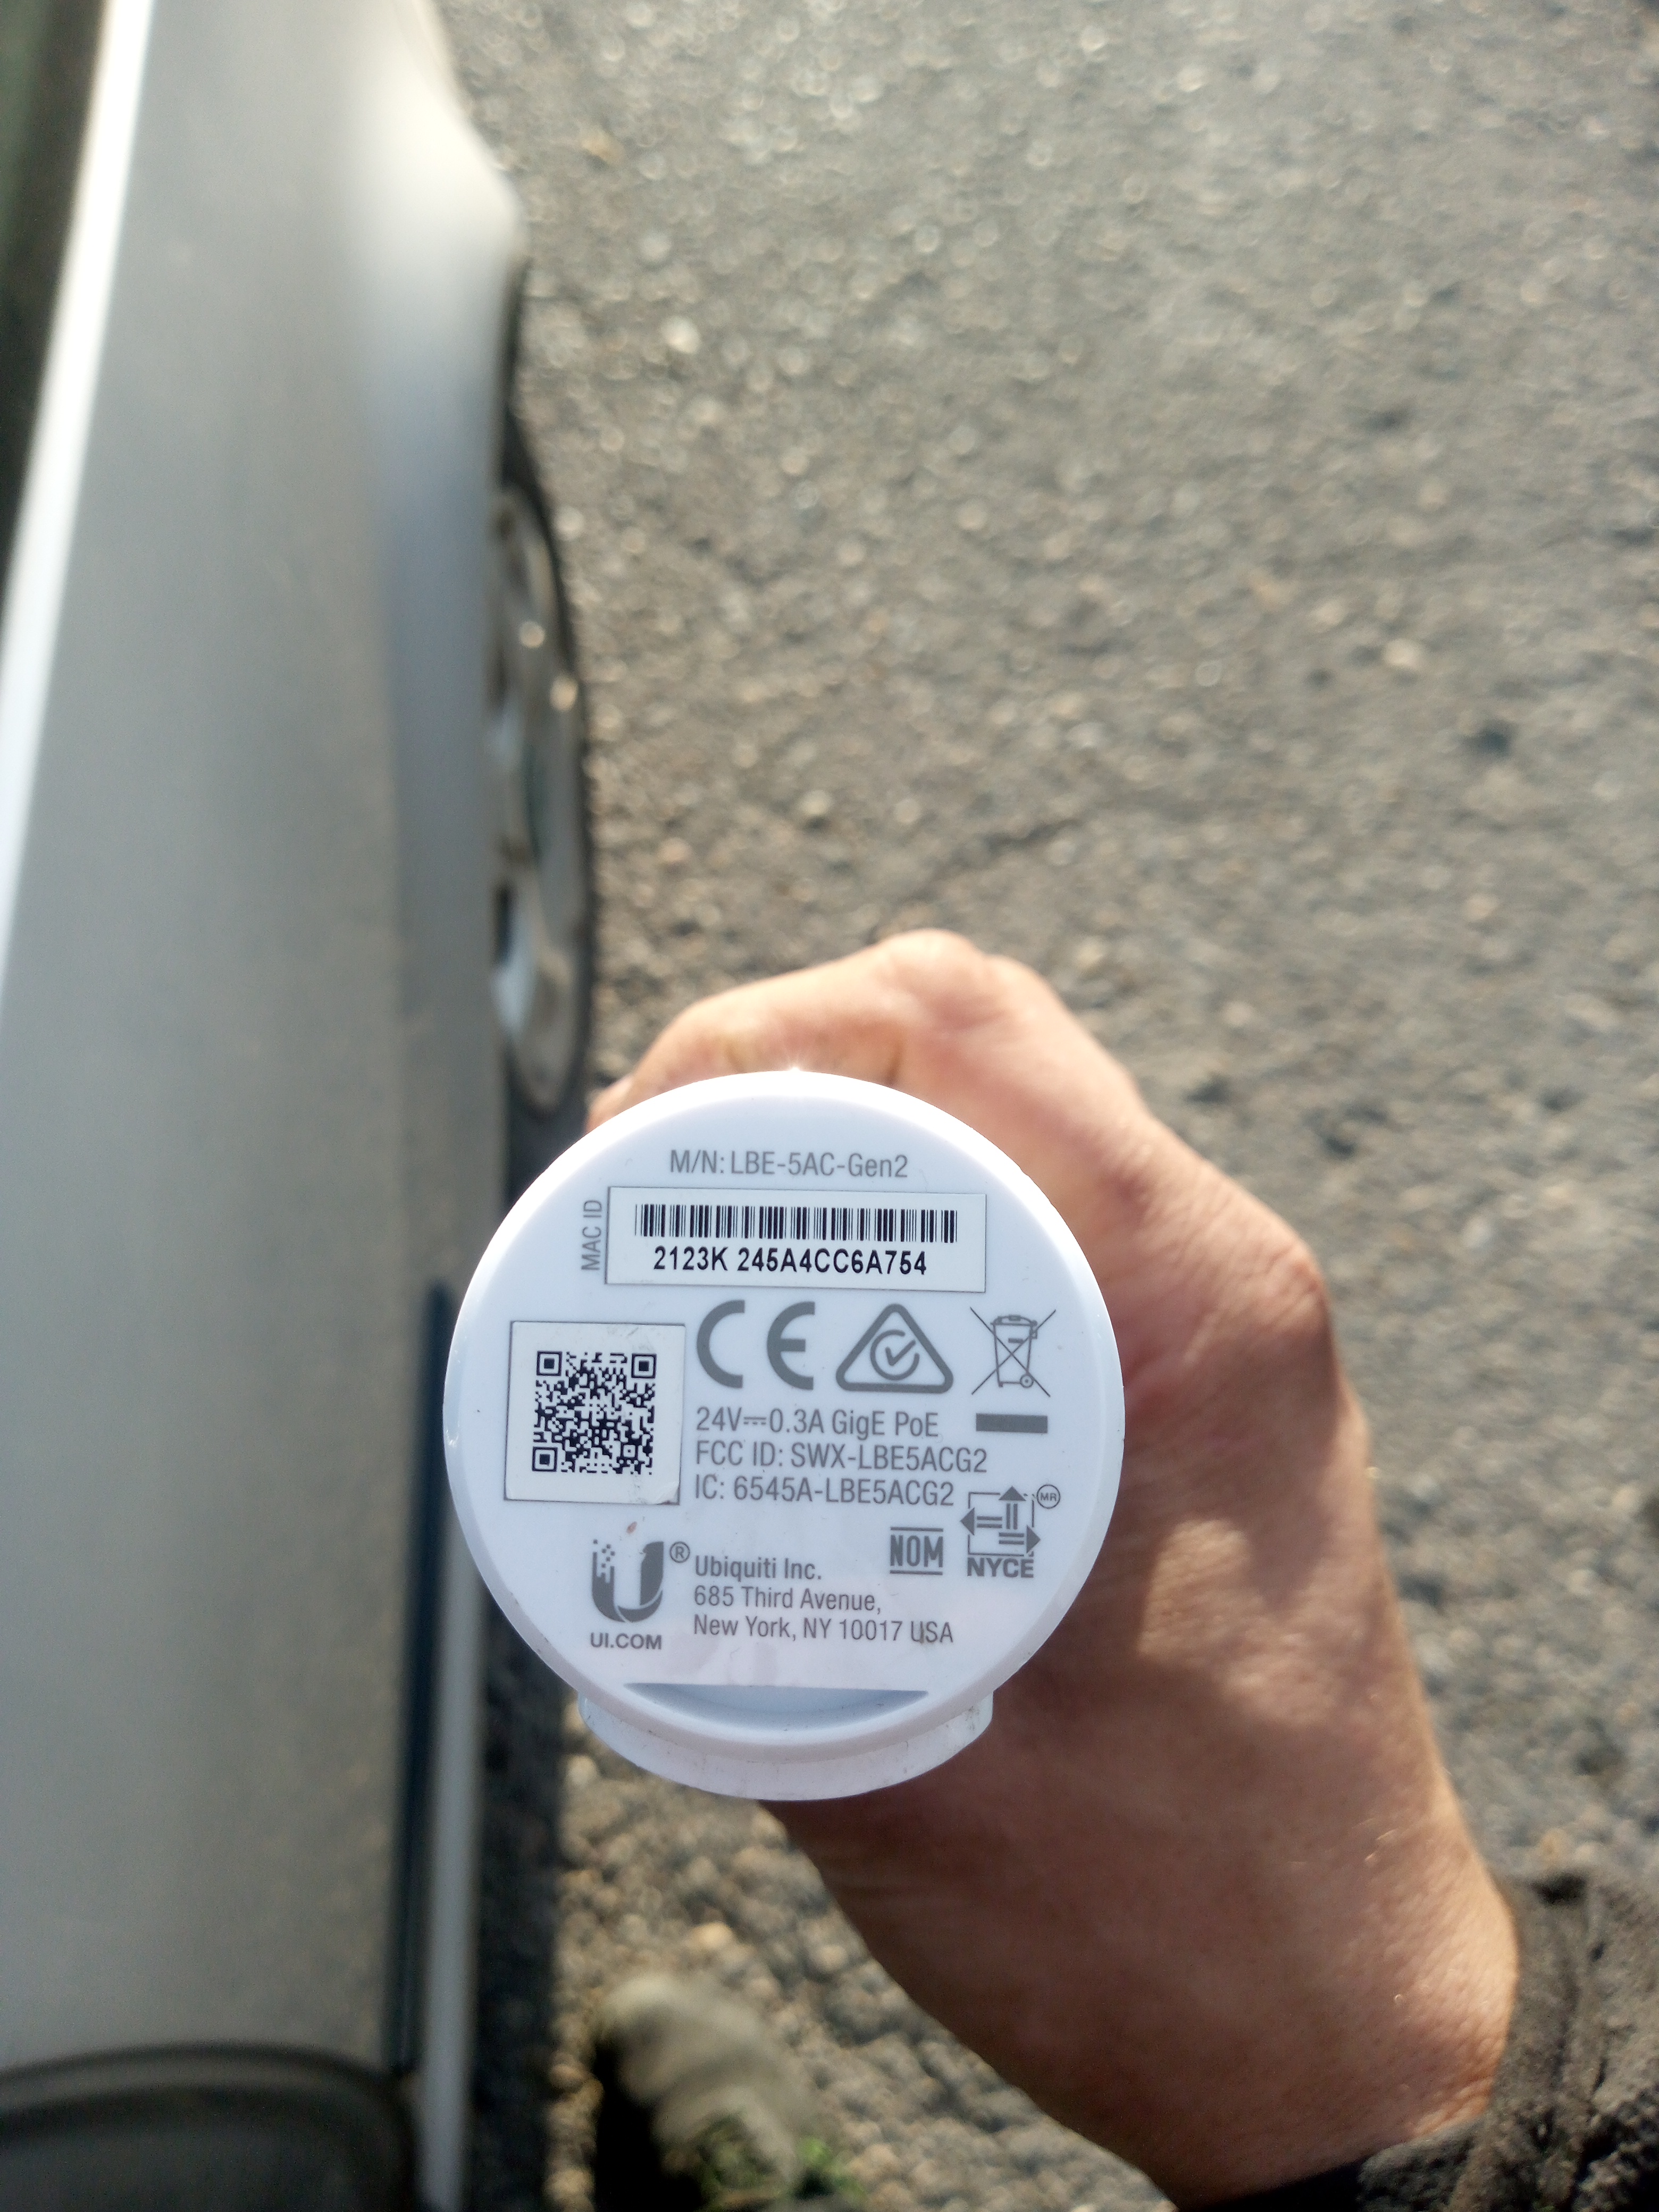 M/N: LBE-5AC-Gen2
MAC ID
2123K 245A4CC6A754
CE
24V⎓0.3A GigE PoE
FCC ID: SWX-LBE5ACG2
IC: 6545A-LBE5ACG2
MR
NOM
NYCE
U®
UI.COM
Ubiquiti Inc.
685 Third Avenue,
New York, NY 10017 USA